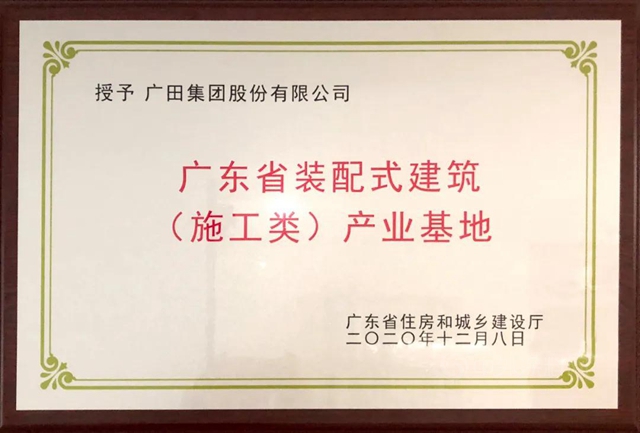 授予 广田集团股份有限公司
广东省装配式建筑
（施工类）产业基地
广东省住房和城乡建设厅
二〇二〇年十二月八日